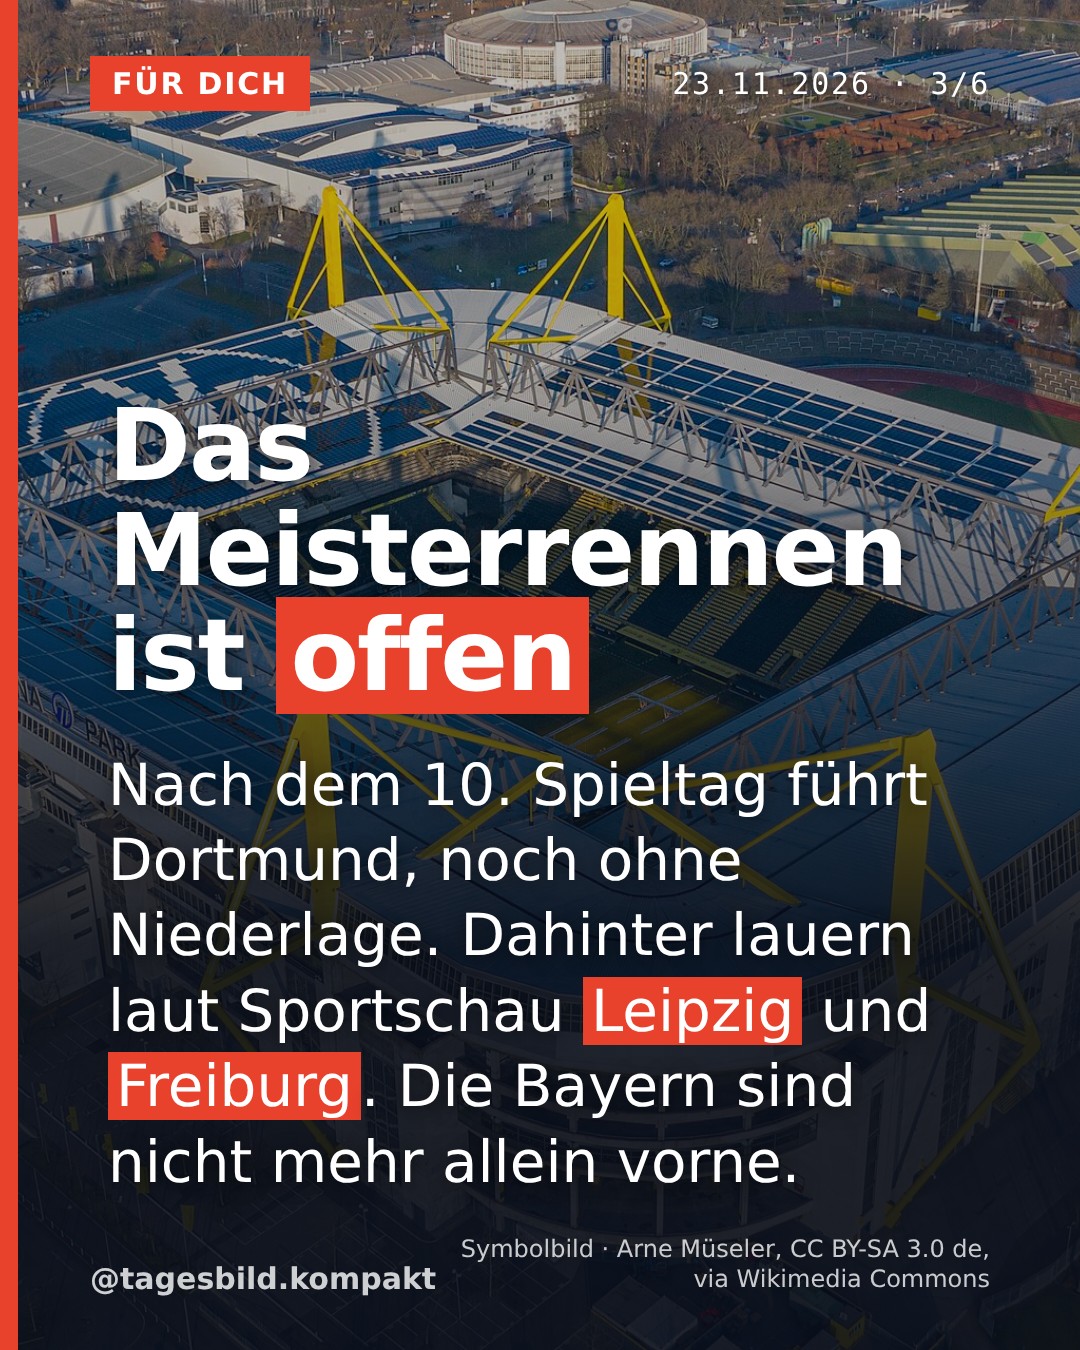 FÜR DICH
23.11.2026 · 3/6
Das
Meisterrennen
ist offen
NA PARK
Nach dem 10. Spieltag führt
Dortmund, noch ohne
Niederlage. Dahinter lauern
laut Sportschau Leipzig und
Freiburg. Die Bayern sind
nicht mehr allein vorne.
Symbolbild · Arne Müseler, CC BY-SA 3.0 de,
via Wikimedia Commons
@tagesbild.kompakt